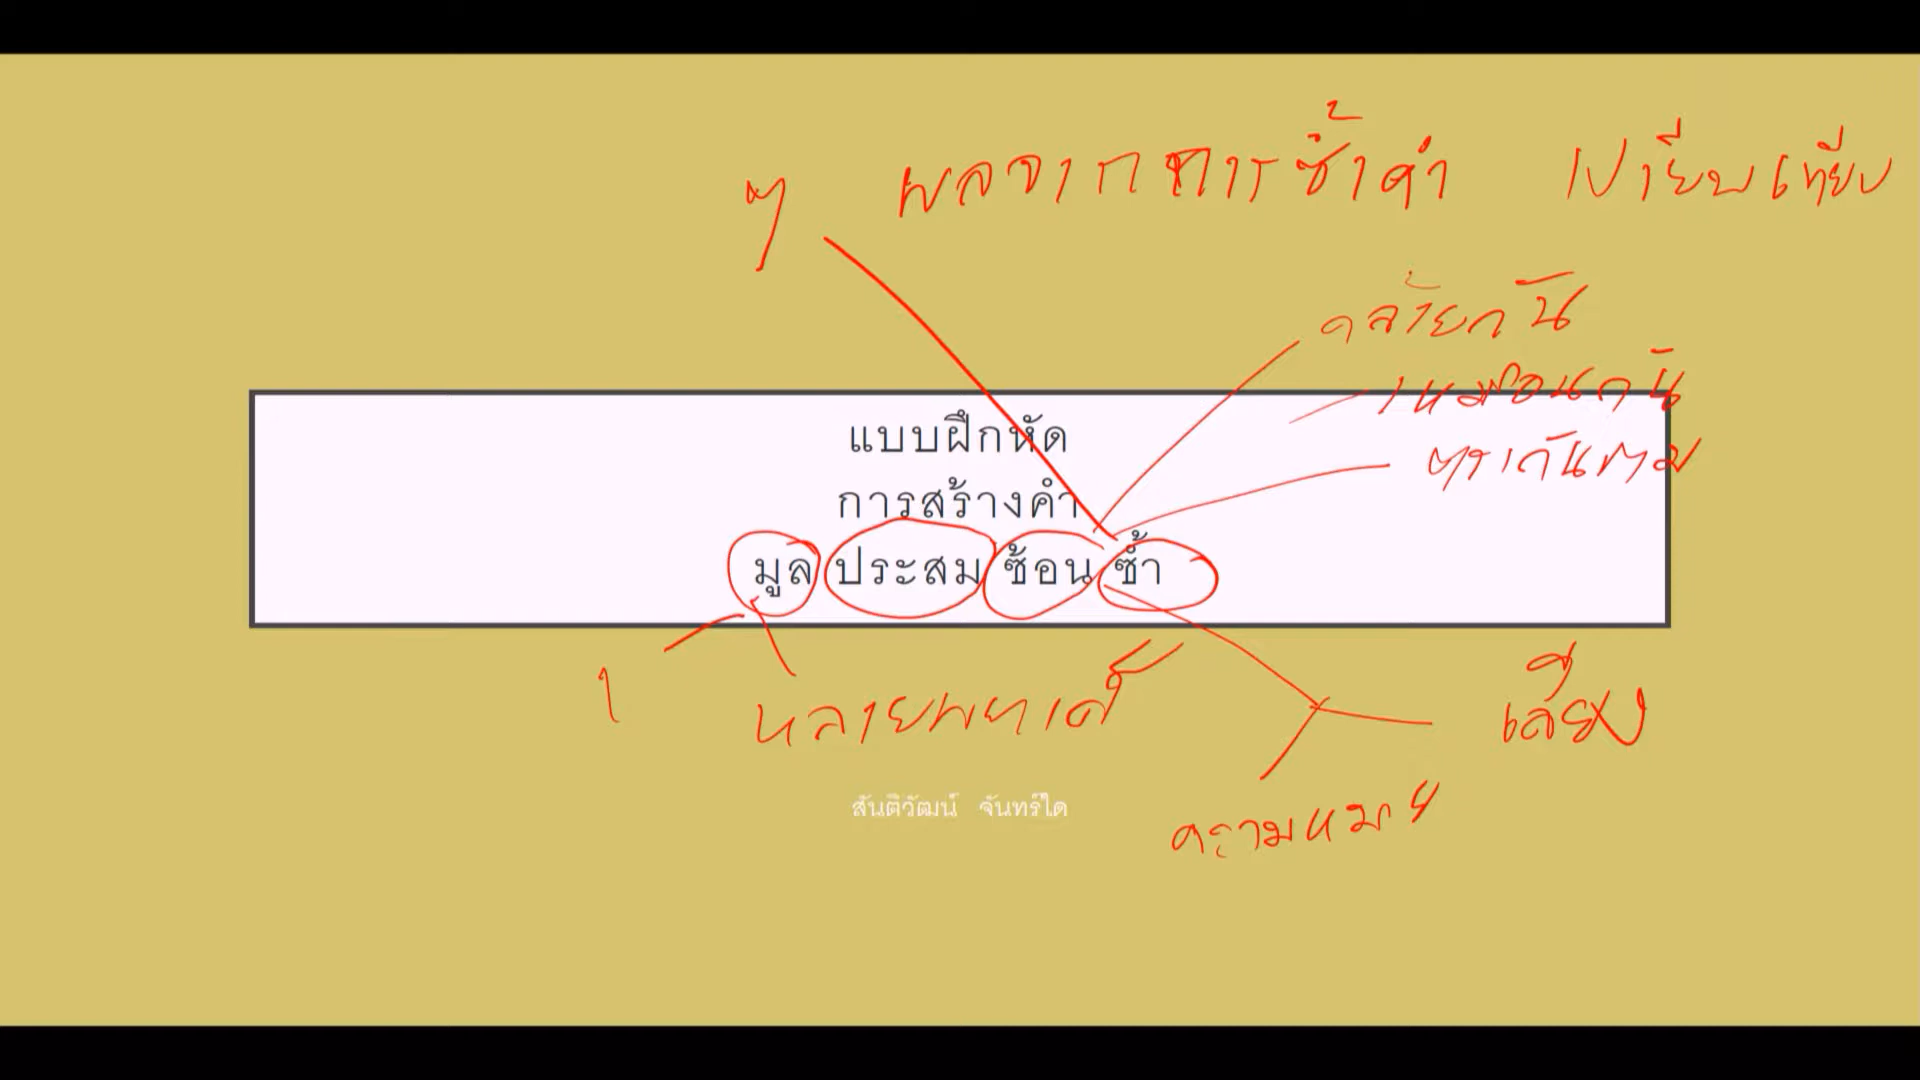 ๆ ผลจากการซ้ำคำ เปรียบเทียบ
คล้ายกัน
เหมือนกัน
ตรงกันข้าม
แบบฝึกหัด
การสร้างคำ
มูล ประสม ซ้อน ซ้ำ
1 หลายพยางค์
เสียง
ความหมาย
สันติวัฒน์ จันทร์ใด